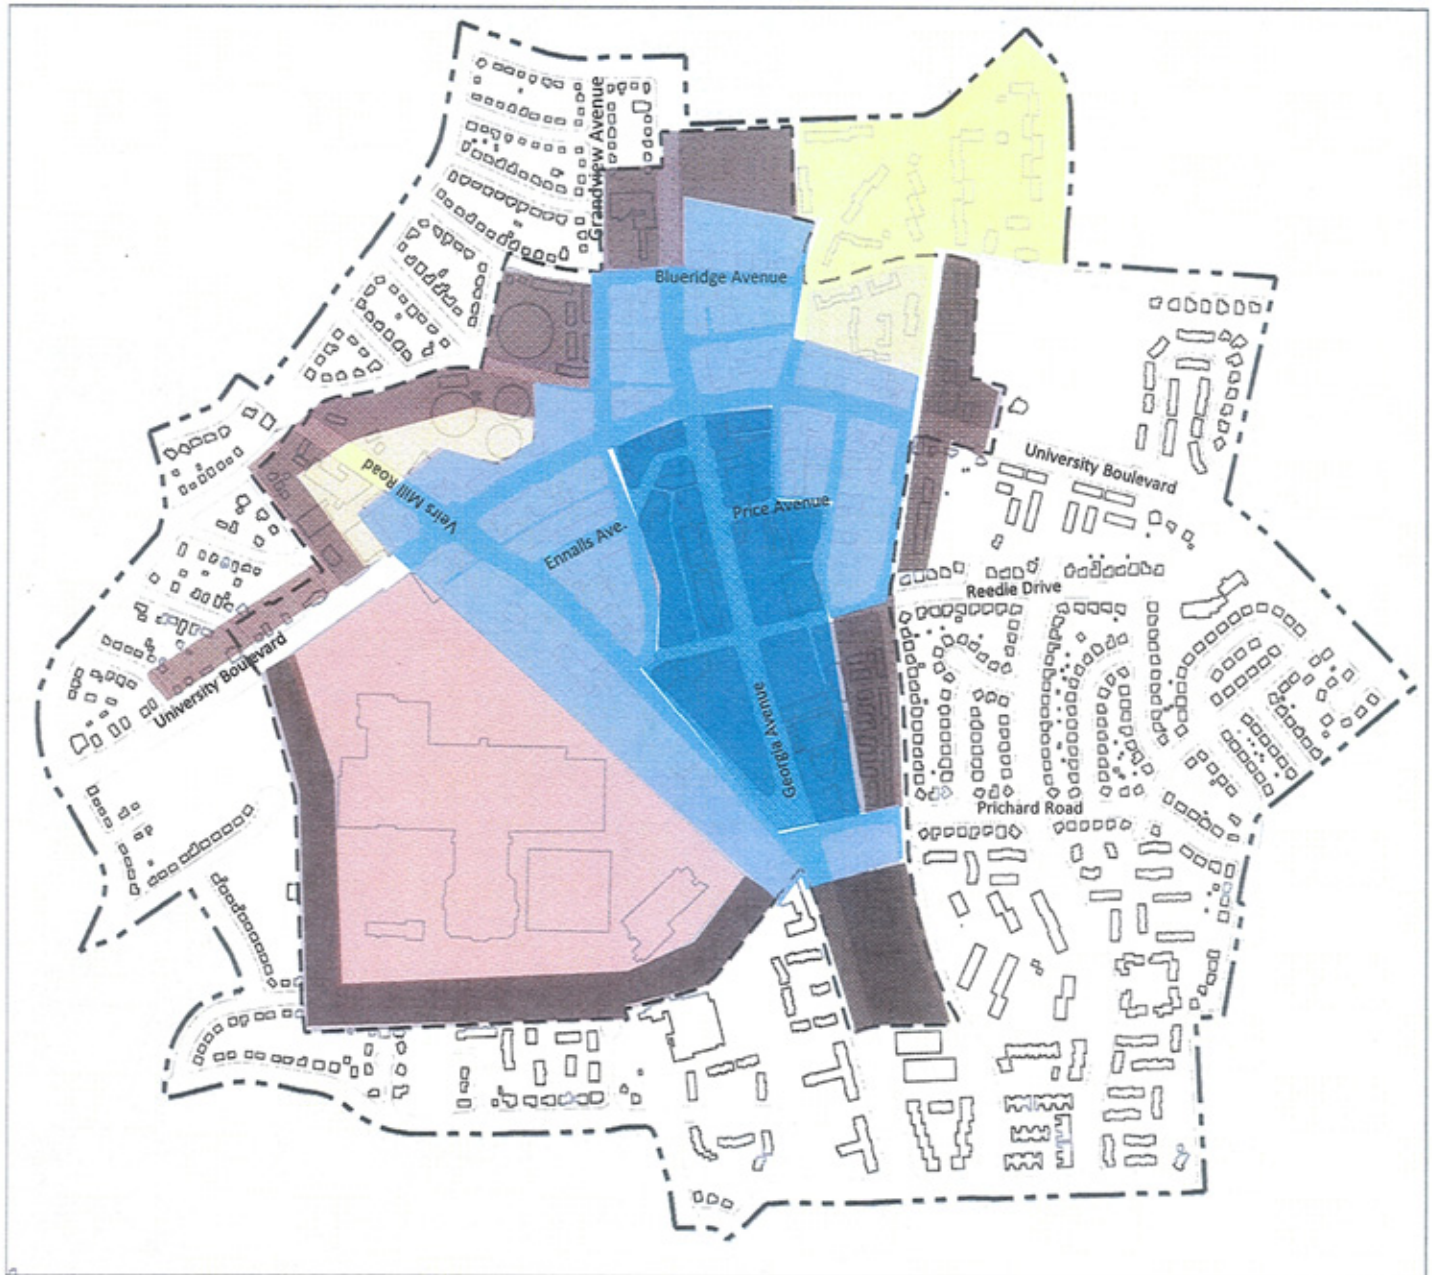 Grandview Avenue
Blueridge Avenue
University Boulevard
Veirs Mill Road
Price Avenue
Ennalls Ave.
Reedie Drive
University Boulevard
Georgia Avenue
Prichard Road